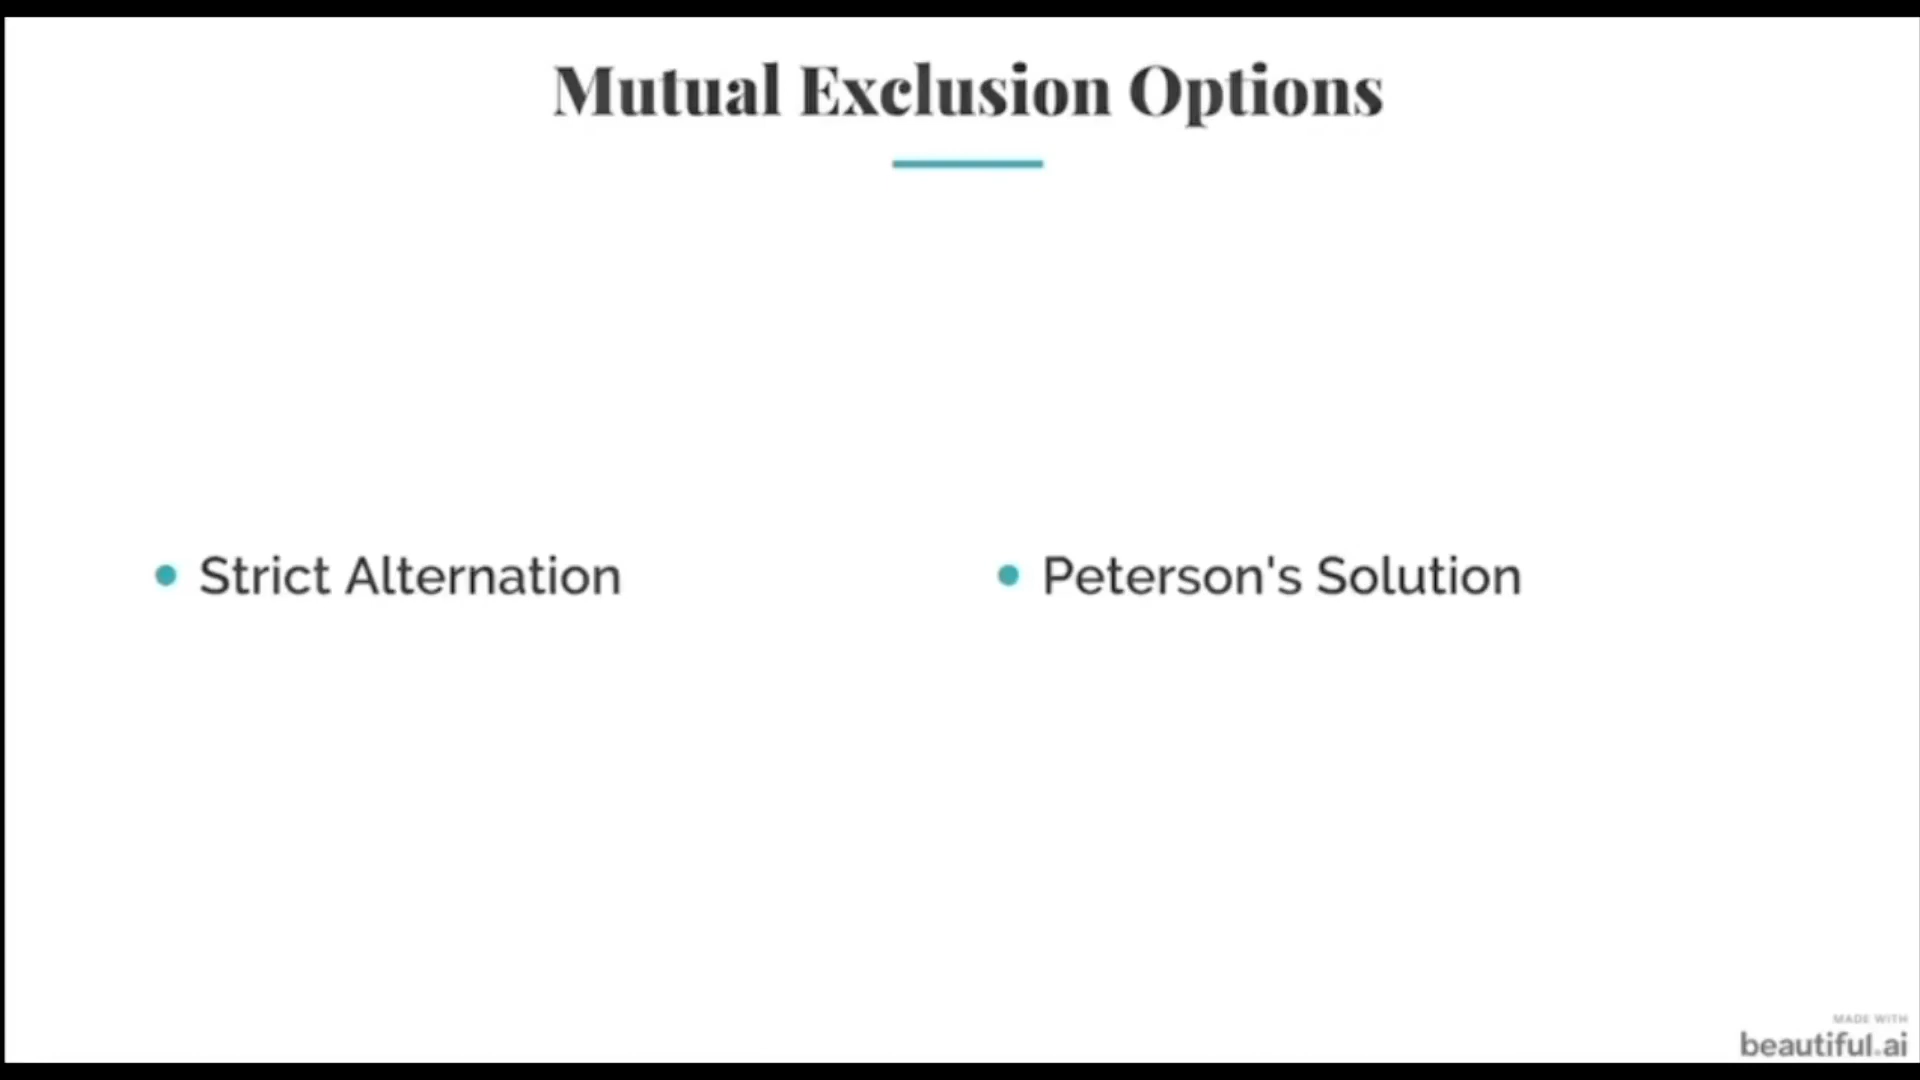 Mutual Exclusion Options
Strict Alternation
Peterson's Solution
MADE WITH
beautiful.ai